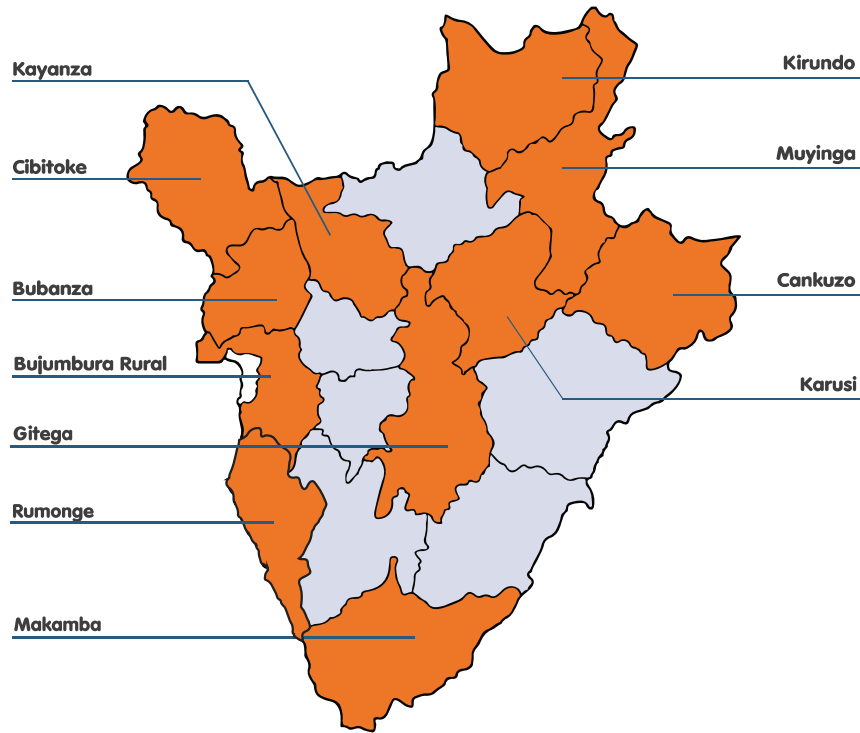 Kayanza
Kirundo
Cibitoke
Muyinga
Bubanza
Cankuzo
Bujumbura Rural
Karusi
Gitega
Rumonge
Makamba